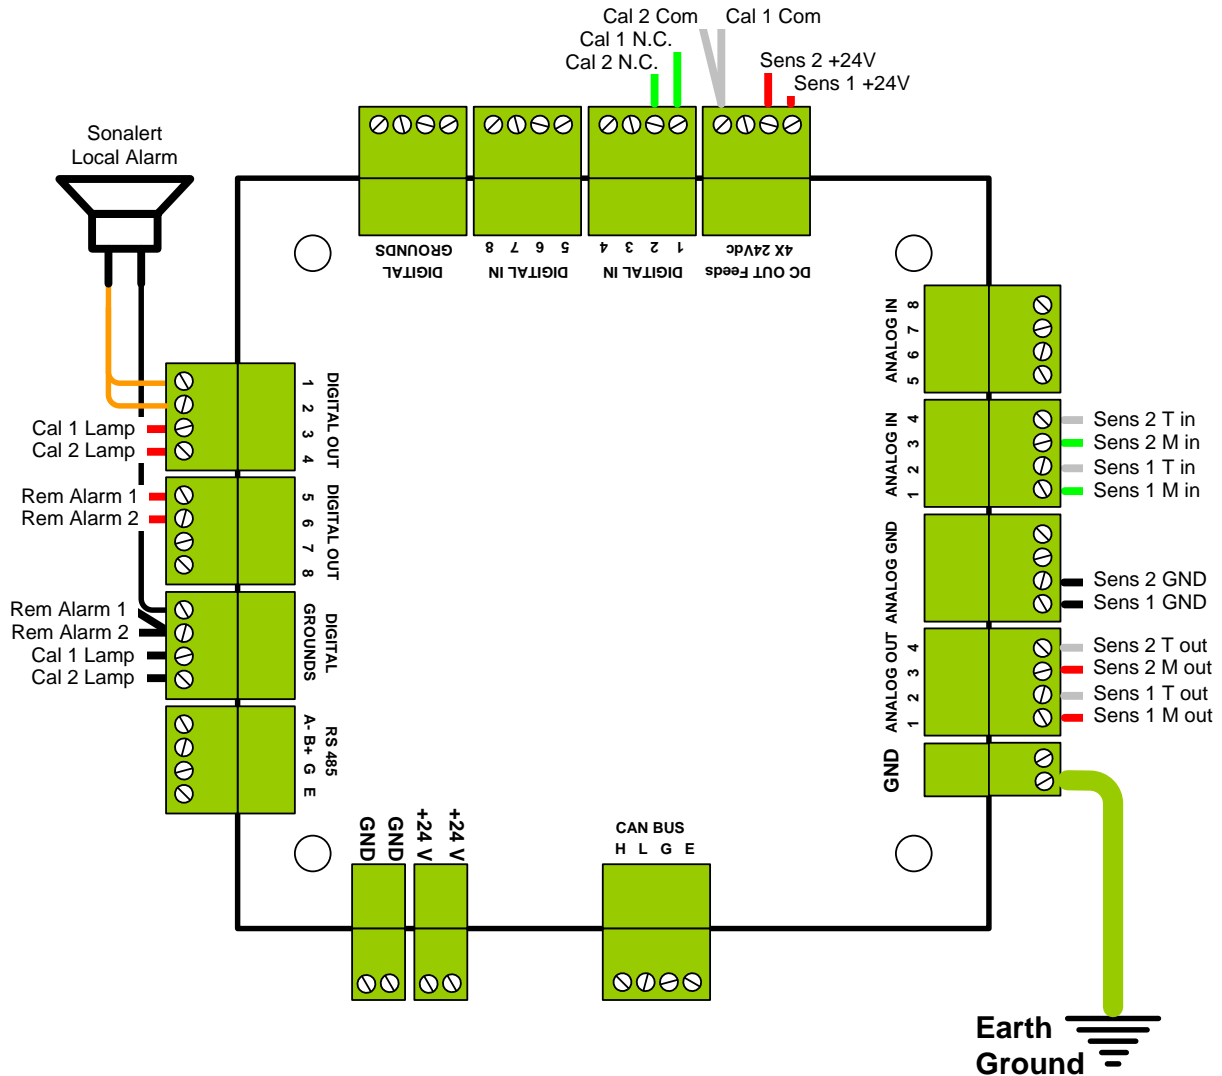 Cal 2 Com
Cal 1 Com
Cal 1 N.C.
Cal 2 N.C.
Sens 2 +24V
Sens 1 +24V
Sonalert
Local Alarm
DIGITAL
GROUNDS
8 7 6 5
DIGITAL IN
4 3 2 1
DIGITAL IN
4X 24Vdc
DC OUT Feeds
ANALOG IN
8
7
6
5
ANALOG IN
4
3
2
1
Sens 2 T in
Sens 2 M in
Sens 1 T in
Sens 1 M in
ANALOG GND
Sens 2 GND
Sens 1 GND
ANALOG OUT
4
3
2
1
Sens 2 T out
Sens 2 M out
Sens 1 T out
Sens 1 M out
GND
Cal 1 Lamp
Cal 2 Lamp
DIGITAL OUT
1
2
3
4
Rem Alarm 1
Rem Alarm 2
DIGITAL OUT
5
6
7
8
Rem Alarm 1
Rem Alarm 2
Cal 1 Lamp
Cal 2 Lamp
DIGITAL
GROUNDS
RS 485
A- B+ G E
GND
GND
+24 V
+24 V
CAN BUS
H L G E
Earth
Ground